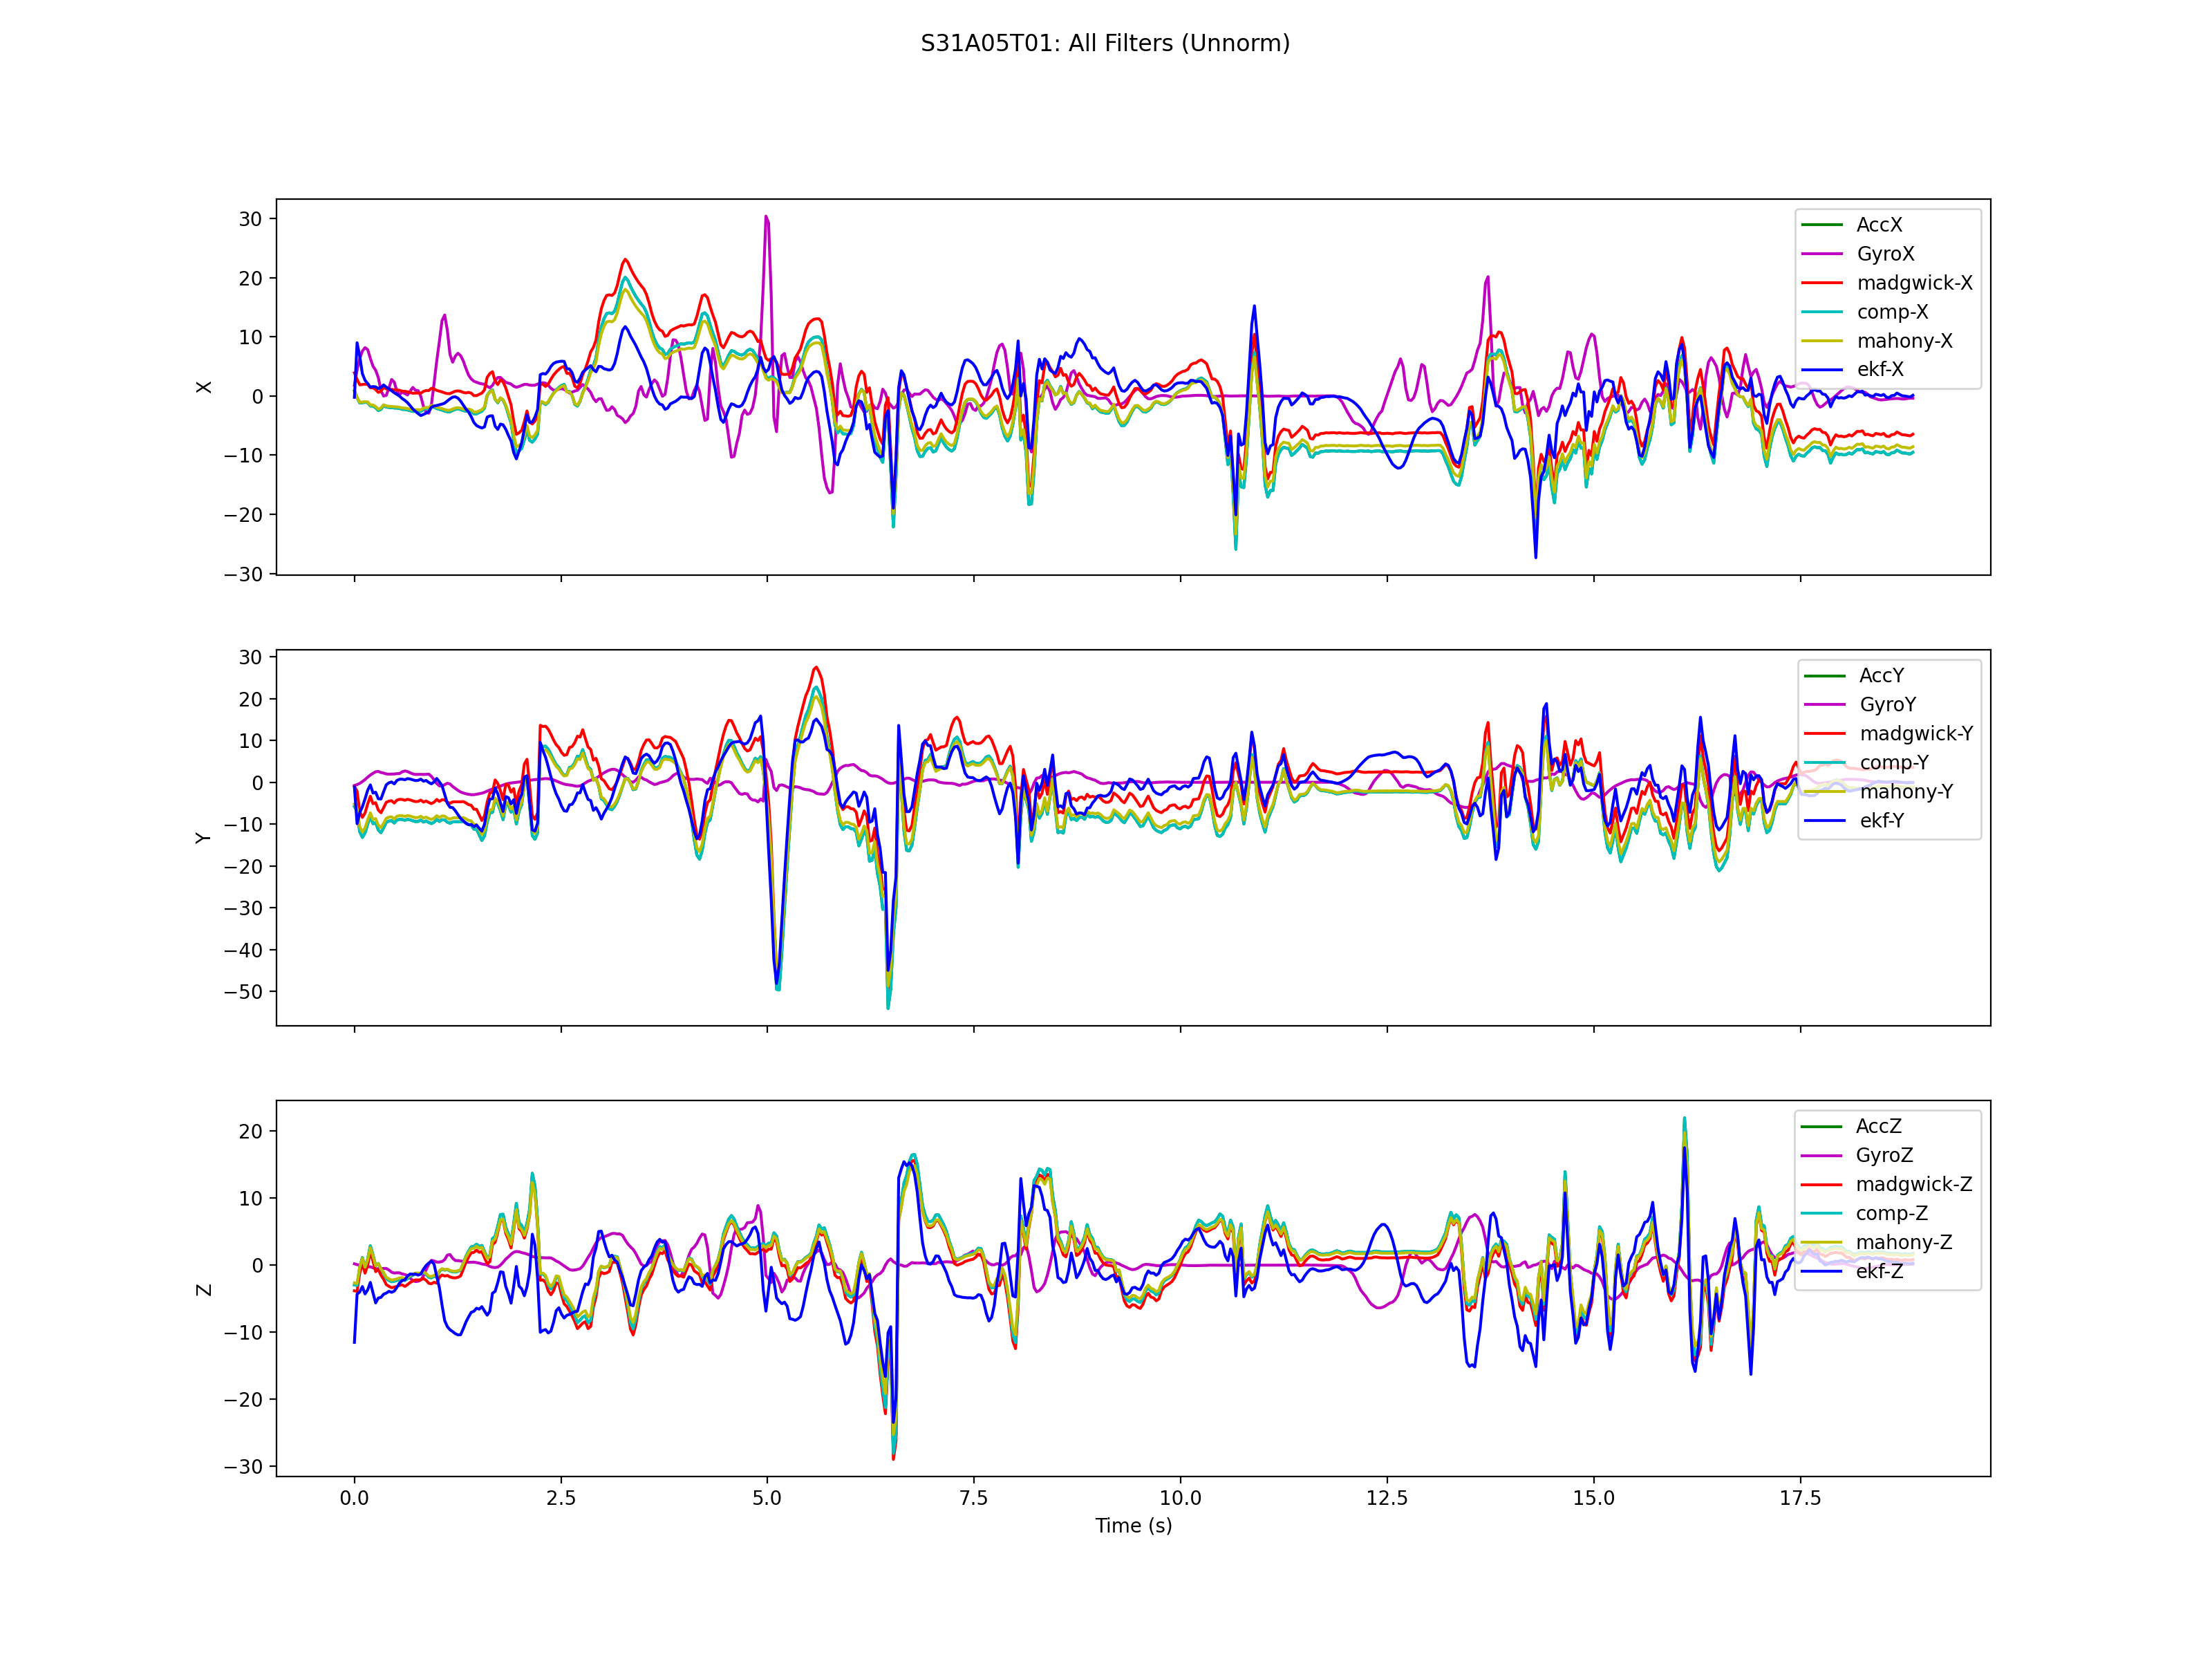 S31A05T01: All Filters (Unnorm)
30
20
10
0
−10
−20
−30
X
AccX
GyroX
madgwick-X
comp-X
mahony-X
ekf-X
30
20
10
0
−10
−20
−30
−40
−50
Y
AccY
GyroY
madgwick-Y
comp-Y
mahony-Y
ekf-Y
20
10
0
−10
−20
−30
Z
AccZ
GyroZ
madgwick-Z
comp-Z
mahony-Z
ekf-Z
0.0 2.5 5.0 7.5 10.0 12.5 15.0 17.5
Time (s)